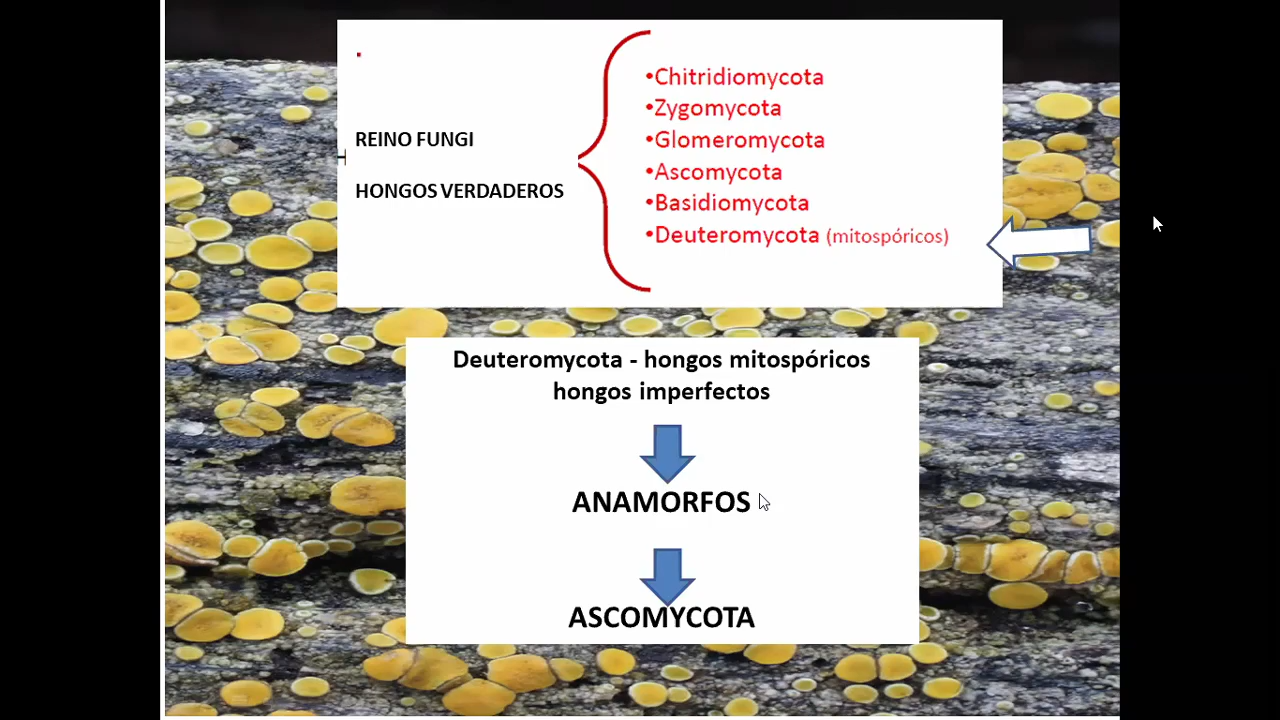 REINO FUNGI
HONGOS VERDADEROS
•Chitridiomycota
•Zygomycota
•Glomeromycota
•Ascomycota
•Basidiomycota
•Deuteromycota (mitospóricos)
Deuteromycota - hongos mitospóricos
hongos imperfectos
ANAMORFOS
ASCOMYCOTA